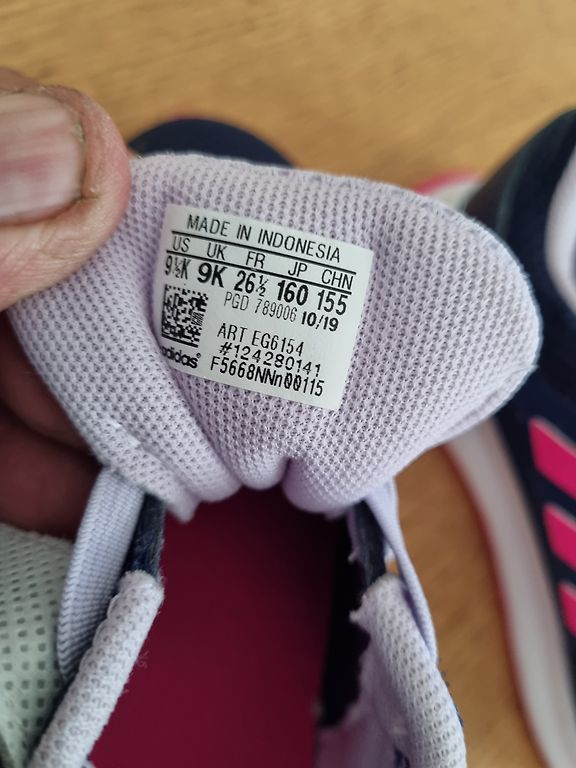 MADE IN INDONESIA
US UK FR JP CHN
9½K 9K 26½ 160 155
PGD 789006 10/19
ART EG6154
#124280141
adidas® F5668NNn00115